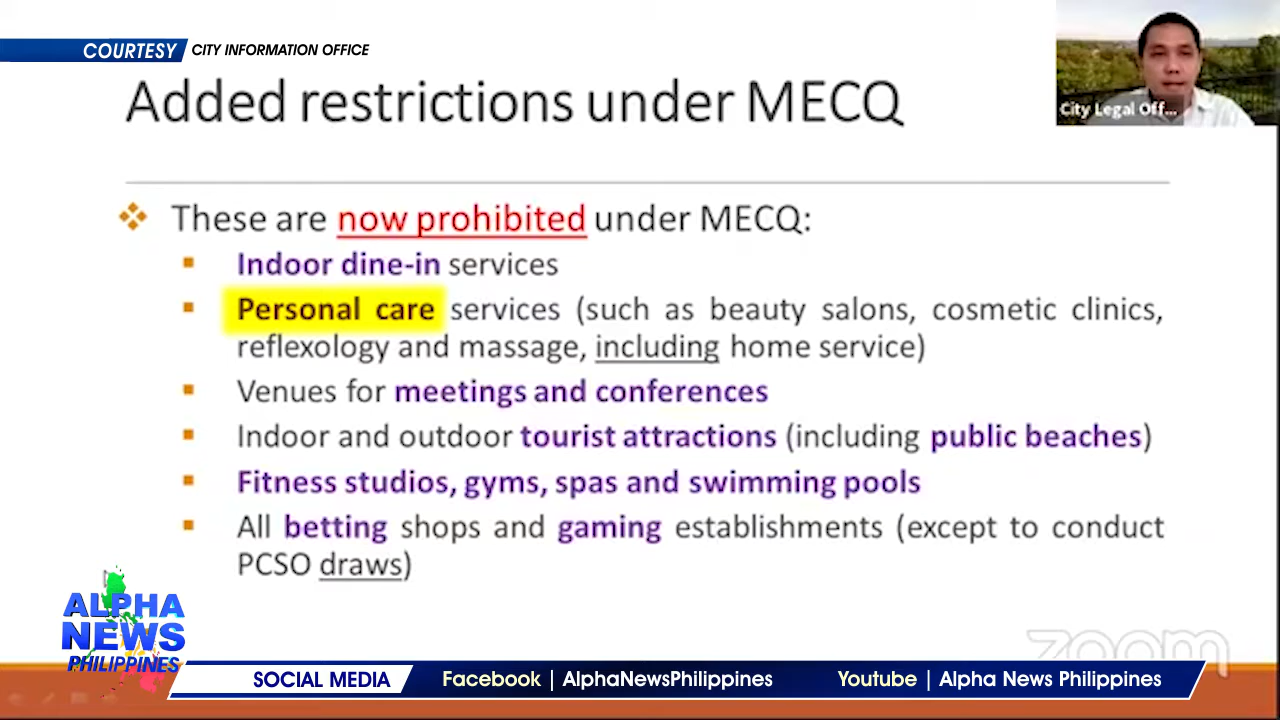 COURTESY CITY INFORMATION OFFICE
City Legal Off...
Added restrictions under MECQ
These are now prohibited under MECQ:
Indoor dine-in services
Personal care services (such as beauty salons, cosmetic clinics,
reflexology and massage, including home service)
Venues for meetings and conferences
Indoor and outdoor tourist attractions (including public beaches)
Fitness studios, gyms, spas and swimming pools
All betting shops and gaming establishments (except to conduct
PCSO draws)
ALPHA
NEWS
PHILIPPINES
zoom
SOCIAL MEDIA Facebook | AlphaNewsPhilippines Youtube | Alpha News Philippines